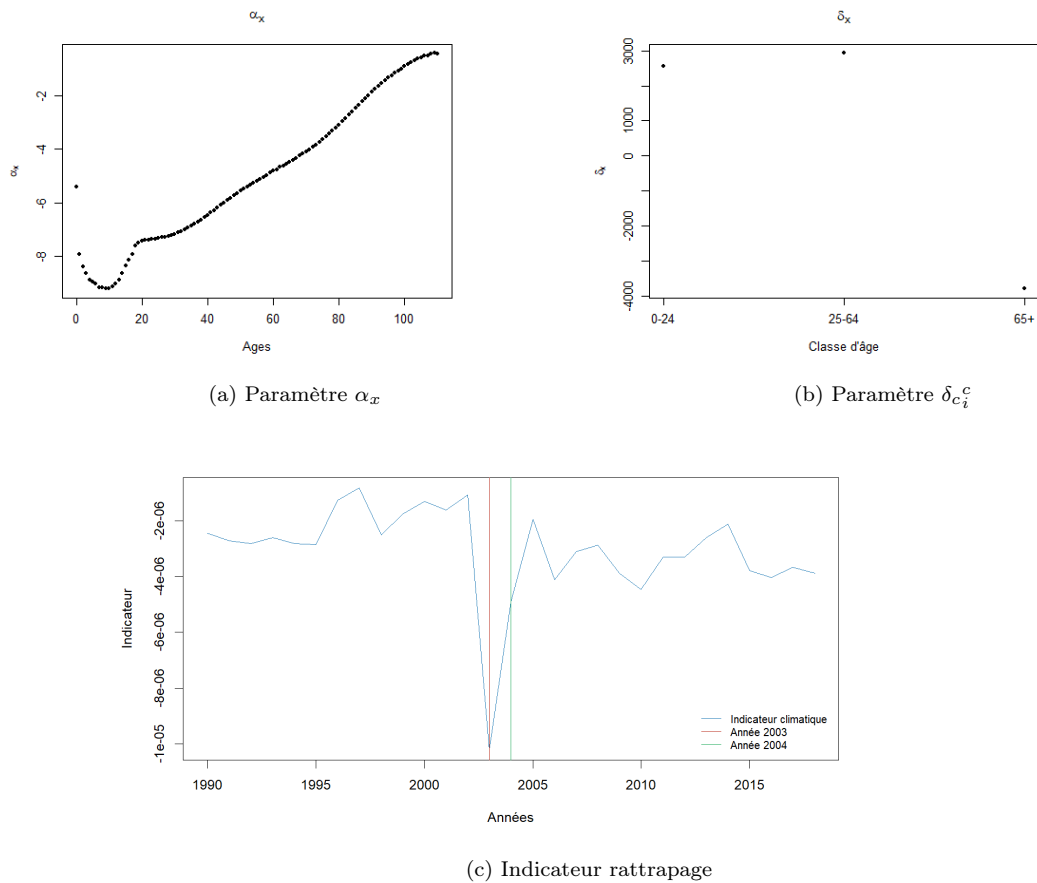 αx
αx
-2
-4
-6
-8
0 20 40 60 80 100
Ages
(a) Paramètre αx
δx
δx
3000
1000
0
-2000
-4000
0-24 25-64 65+
Classe d'âge
(b) Paramètre δc_i^c
Indicateur
-2e-06
-4e-06
-6e-06
-8e-06
-1e-05
Indicateur climatique
Année 2003
Année 2004
1990 1995 2000 2005 2010 2015
Années
(c) Indicateur rattrapage